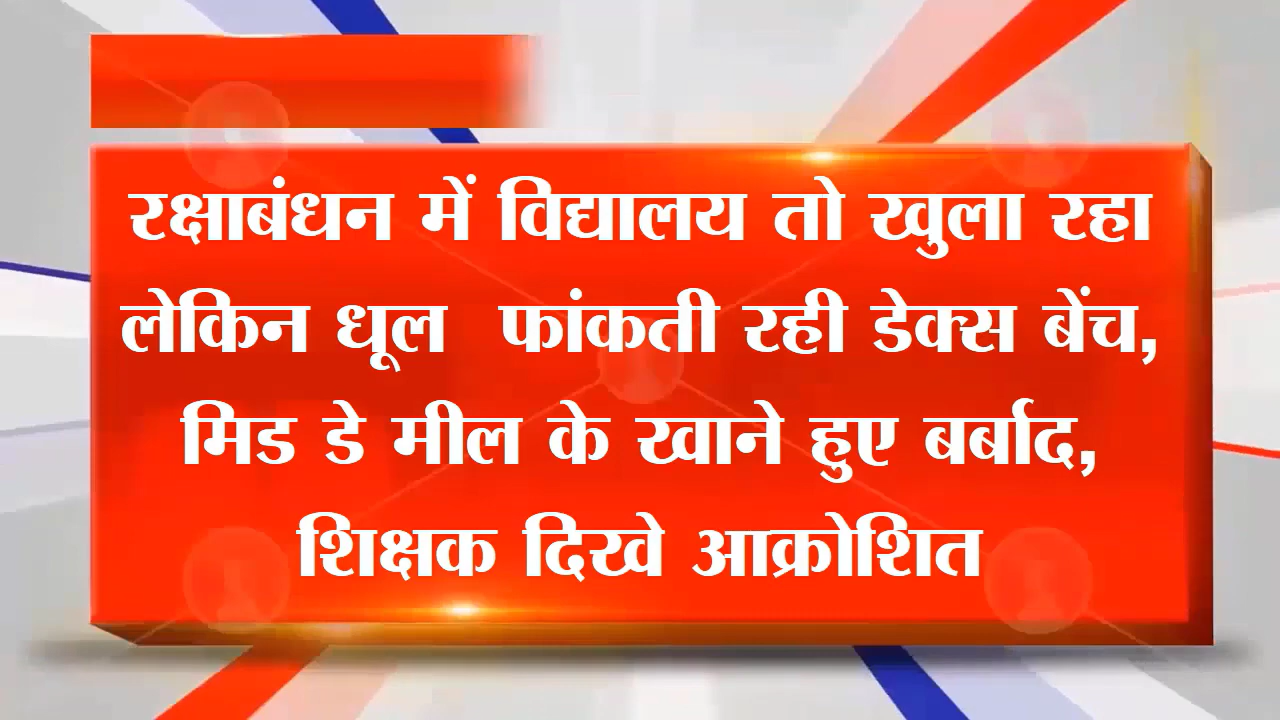 रक्षाबंधन में विद्यालय तो खुला रहा
लेकिन धूल फांकती रही डेक्स बेंच,
मिड डे मील के खाने हुए बर्बाद,
शिक्षक दिखे आक्रोशित